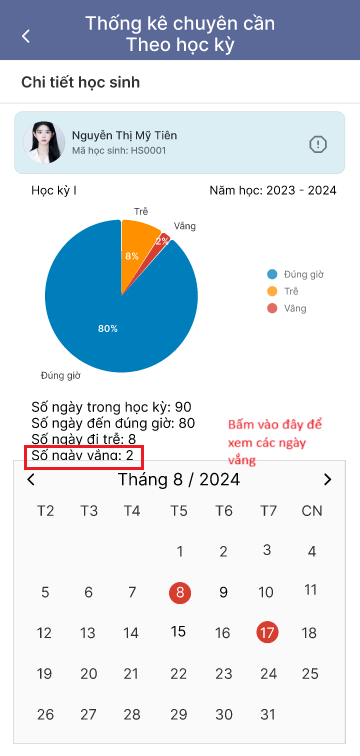 Thống kê chuyên cần
Theo học kỳ
Chi tiết học sinh
Nguyễn Thị Mỹ Tiên
Mã học sinh: HS0001
Học kỳ I
Năm học: 2023 - 2024
Trễ
Vắng
8%
2%
80%
Đúng giờ
Đúng giờ
Trễ
Vắng
Số ngày trong học kỳ: 90
Số ngày đến đúng giờ: 80
Số ngày đi trễ: 8
Số ngày vắng: 2
Bấm vào đây để
xem các ngày
vắng
Tháng 8 / 2024
T2 T3 T4 T5 T6 T7 CN
1 2 3 4
5 6 7 8 9 10 11
12 13 14 15 16 17 18
19 20 21 22 23 24 25
26 27 28 29 30 31